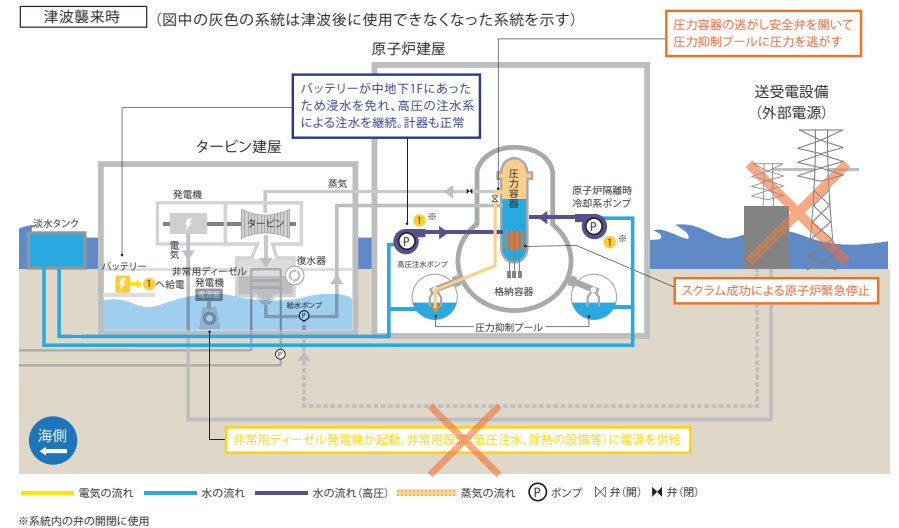 津波襲来時 (図中の灰色の系統は津波後に使用できなくなった系統を示す)
圧力容器の逃がし安全弁を開いて
圧力抑制プールに圧力を逃がす
原子炉建屋
バッテリーが中地下1Fにあった
ため浸水を免れ、高圧の注水系
による注水を継続。計器も正常
送受電設備
(外部電源)
タービン建屋
蒸気
圧力容器
発電機
タービン
原子炉隔離時
冷却系ポンプ
淡水タンク
1 ※
P
P
1 ※
電気
復水器
高圧注水ポンプ
バッテリー
1 へ給電
非常用ディーゼル
発電機
格納容器
スクラム成功による原子炉緊急停止
給水ポンプ
P
圧力抑制プール
P
海側
非常用ディーゼル発電機が起動、非常用設備(低圧注水、除熱の設備等)に電源を供給
電気の流れ 水の流れ 水の流れ(高圧) 蒸気の流れ P ポンプ 弁(開) 弁(閉)
※系統内の弁の開閉に使用